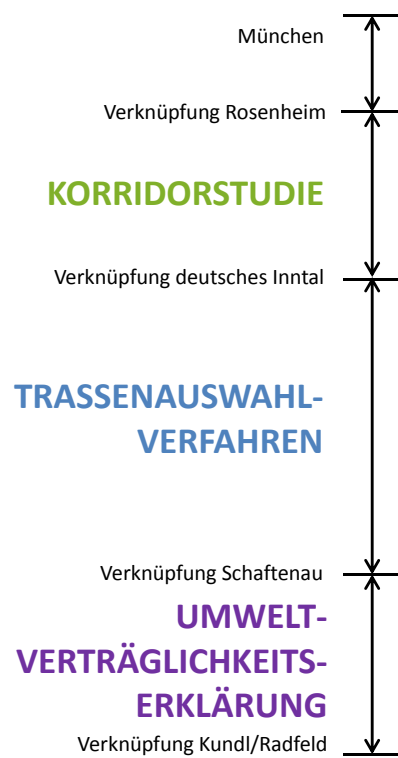 München
Verknüpfung Rosenheim
KORRIDORSTUDIE
Verknüpfung deutsches Inntal
TRASSENAUSWAHL-
VERFAHREN
Verknüpfung Schaftenau
UMWELT-
VERTRÄGLICHKEITS-
ERKLÄRUNG
Verknüpfung Kundl/Radfeld